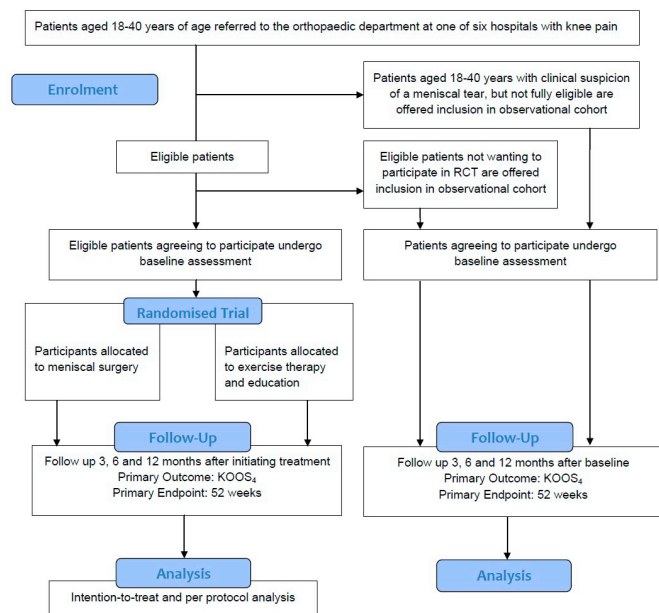 Patients aged 18-40 years of age referred to the orthopaedic department at one of six hospitals with knee pain
Enrolment
Patients aged 18-40 years with clinical suspicion
of a meniscal tear, but not fully eligible are
offered inclusion in observational cohort
Eligible patients
Eligible patients not wanting to
participate in RCT are offered
inclusion in observational cohort
Eligible patients agreeing to participate undergo
baseline assessment
Patients agreeing to participate undergo
baseline assessment
Randomised Trial
Participants allocated
to meniscal surgery
Participants allocated
to exercise therapy
and education
Follow-Up
Follow up 3, 6 and 12 months after initiating treatment
Primary Outcome: KOOS₄
Primary Endpoint: 52 weeks
Follow-Up
Follow up 3, 6 and 12 months after baseline
Primary Outcome: KOOS₄
Primary Endpoint: 52 weeks
Analysis
Intention-to-treat and per protocol analysis
Analysis